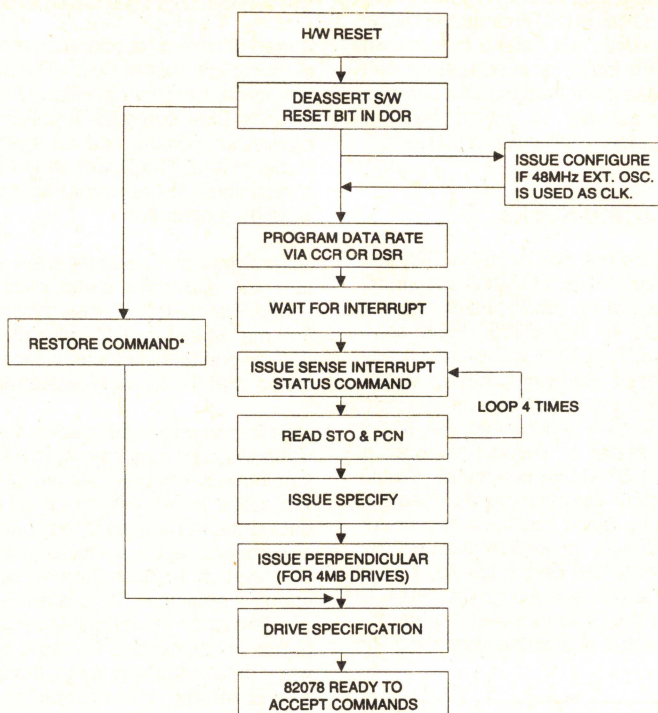 H/W RESET
DEASSERT S/W
RESET BIT IN DOR
ISSUE CONFIGURE
IF 48MHz EXT. OSC.
IS USED AS CLK.
PROGRAM DATA RATE
VIA CCR OR DSR
WAIT FOR INTERRUPT
RESTORE COMMAND*
ISSUE SENSE INTERRUPT
STATUS COMMAND
LOOP 4 TIMES
READ STO & PCN
ISSUE SPECIFY
ISSUE PERPENDICULAR
(FOR 4MB DRIVES)
DRIVE SPECIFICATION
82078 READY TO
ACCEPT COMMANDS